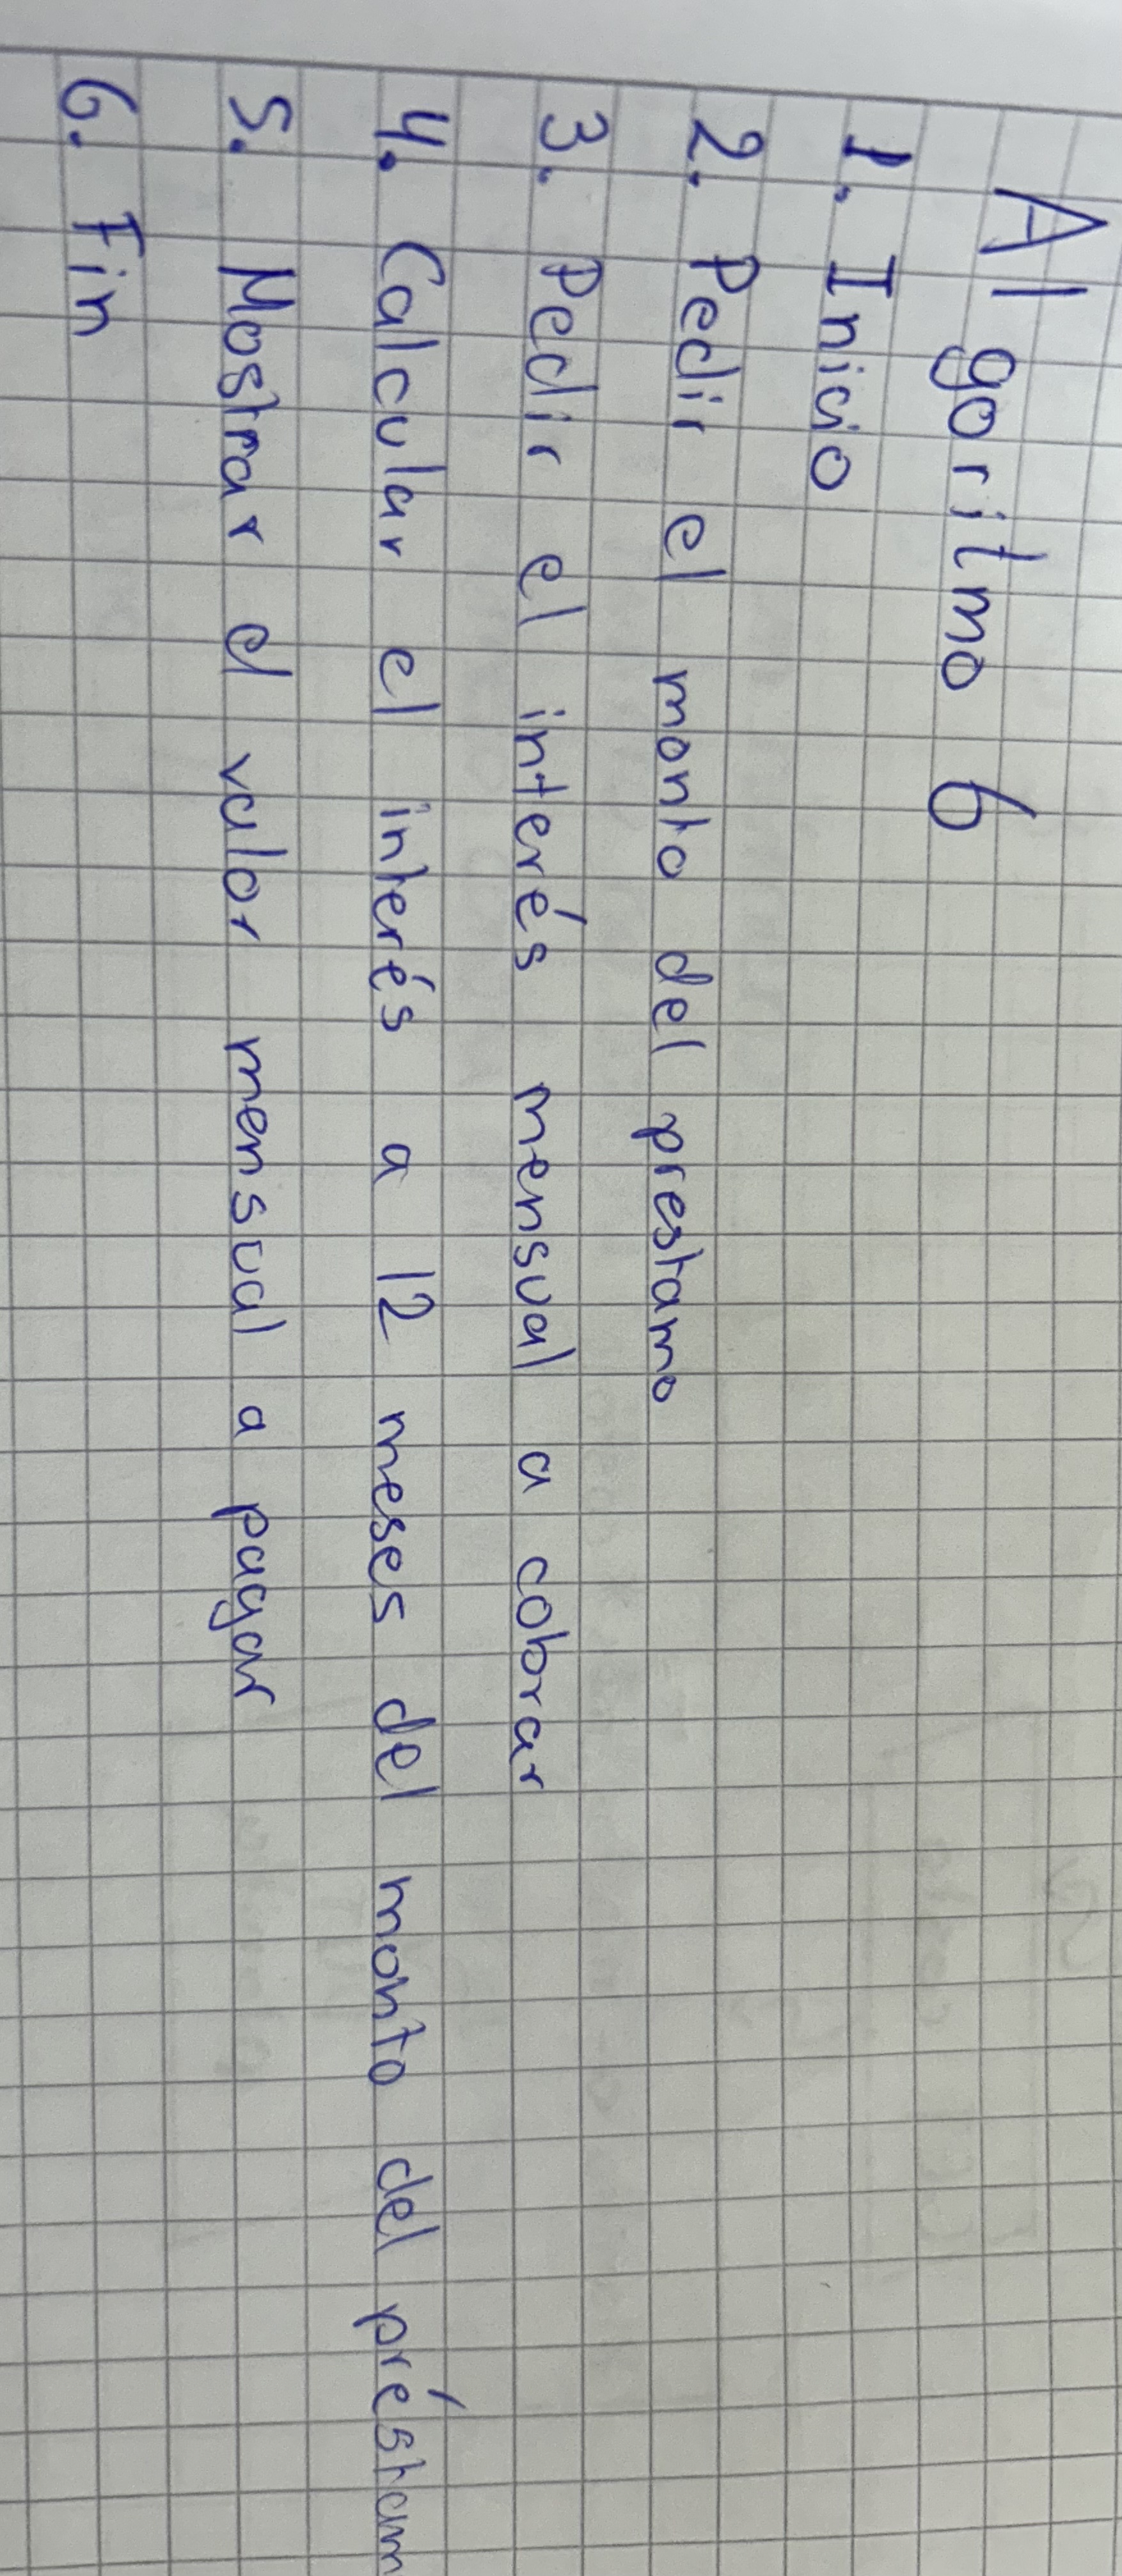 Algoritmo 6
1. Inicio
2. Pedir el monto del prestamo
3. Pedir el interés mensual a cobrar
4. Calcular el interés a 12 meses del monto del préstam
5. Mostrar el valor mensual a pagar
6. Fin